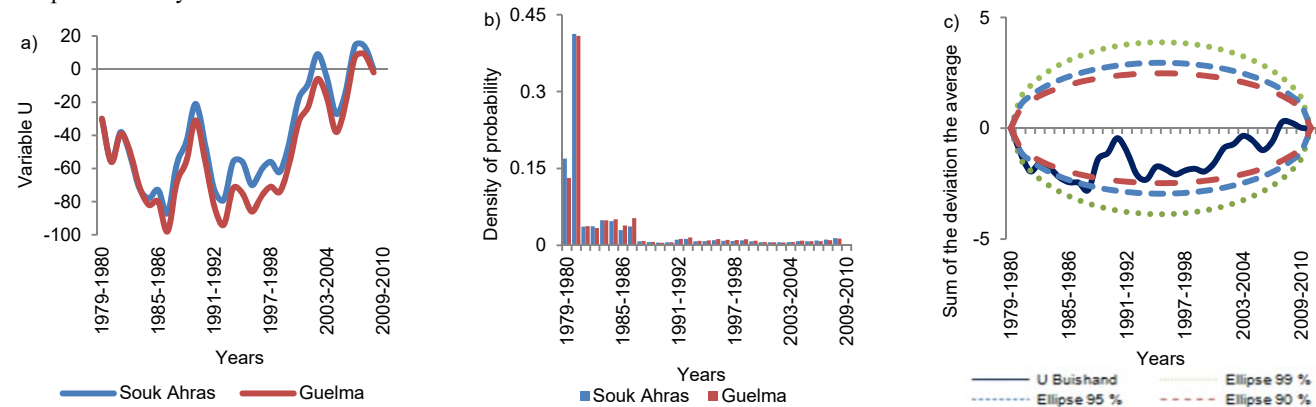 a)
Variable U
20
0
-20
-40
-60
-80
-100
1979-1980
1985-1986
1991-1992
1997-1998
2003-2004
2009-2010
Years
Souk Ahras
Guelma
b)
Density of probability
0.45
0.3
0.15
0
1979-1980
1985-1986
1991-1992
1997-1998
2003-2004
2009-2010
Years
Souk Ahras
Guelma
c)
Sum of the deviation the average
5
0
-5
1979-1980
1985-1986
1991-1992
1997-1998
2003-2004
2009-2010
Years
U Buishand
Ellipse 99 %
Ellipse 95 %
Ellipse 90 %